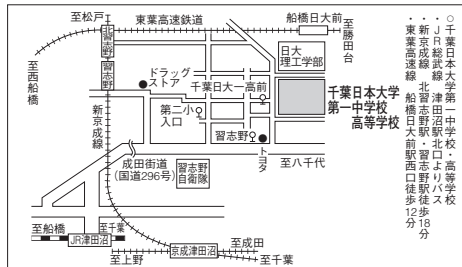 至松戸
東葉高速鉄道
船橋日大前
至勝田台
北習志野
習志野
至西船橋
新京成線
ドラッグ
ストア
日大
理工学部
千葉日大一高前
第二小
入口
習志野
トヨタ
千葉日本大学
第一中学校
高等学校
成田街道
(国道296号)
習志野
自衛隊
至八千代
至船橋
至千葉
JR津田沼
京成津田沼
至成田
至上野
至千葉
○千葉日本大学第一中学校・高等学校
・JR総武線 津田沼駅北口よりバス
・新京成線 北習志野駅・習志野駅徒歩18分
・東葉高速線 船橋日大前駅西口徒歩12分